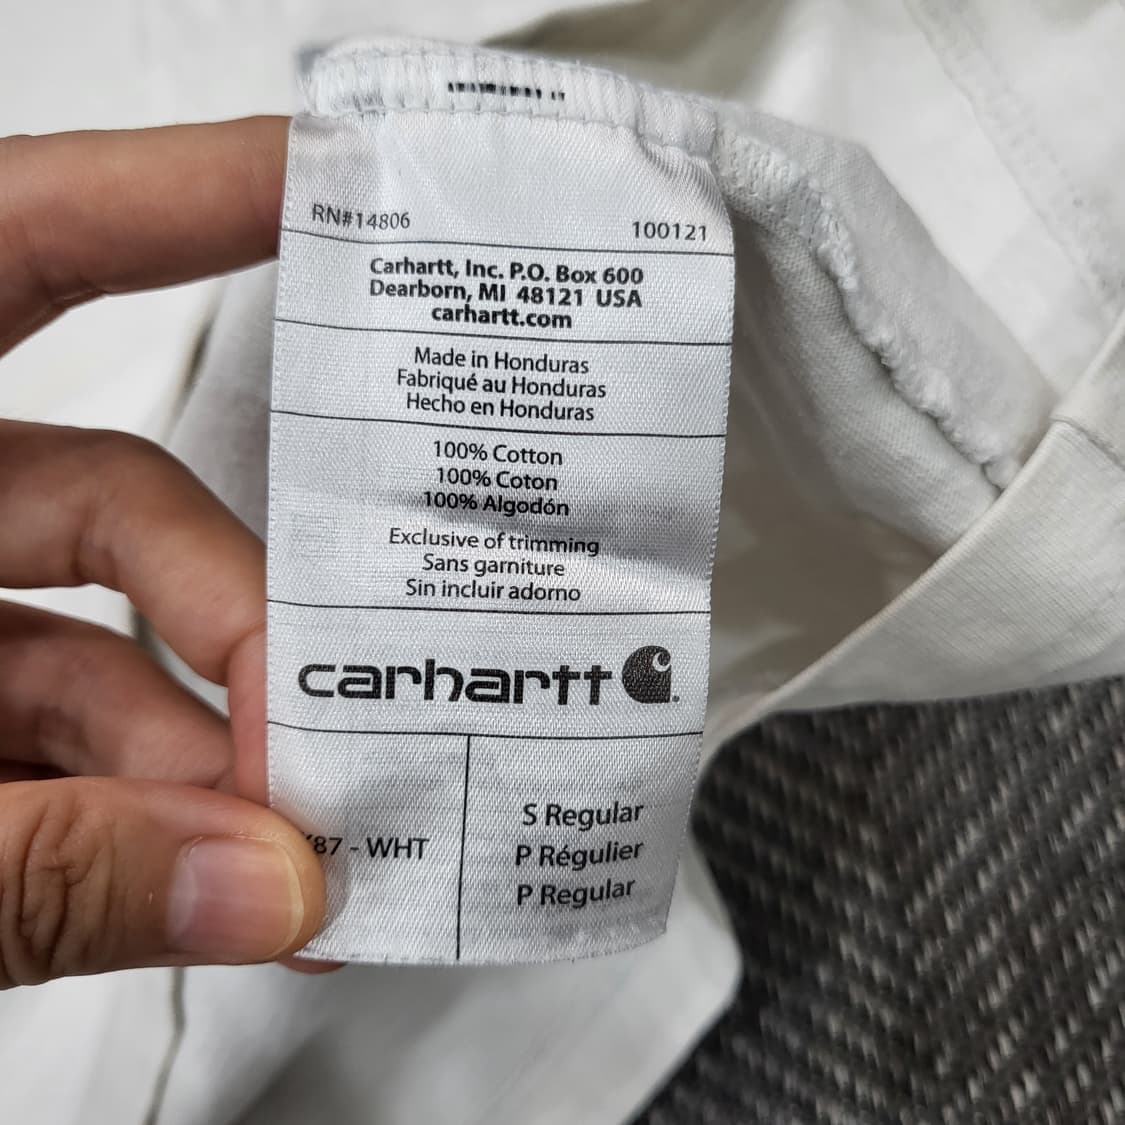 RN#14806 100121
Carhartt, Inc. P.O. Box 600
Dearborn, MI 48121 USA
carhartt.com
Made in Honduras
Fabriqué au Honduras
Hecho en Honduras
100% Cotton
100% Coton
100% Algodón
Exclusive of trimming
Sans garniture
Sin incluir adorno
carhartt
87 - WHT
S Regular
P Régulier
P Regular